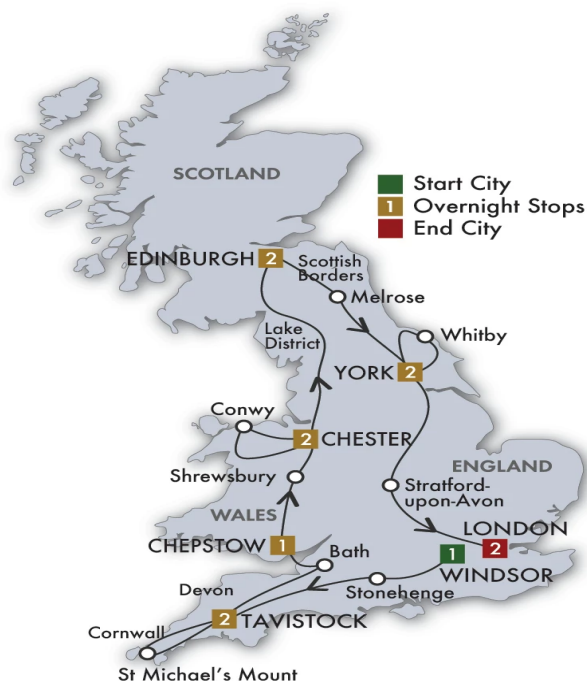 SCOTLAND
Start City
1 Overnight Stops
End City
EDINBURGH 2
Scottish
Borders
Melrose
Lake
District
Whitby
YORK 2
Conwy
2 CHESTER
Shrewsbury
ENGLAND
Stratford-
upon-Avon
WALES
LONDON
2
CHEPSTOW 1
1
WINDSOR
Bath
Stonehenge
Devon
2 TAVISTOCK
Cornwall
St Michael's Mount